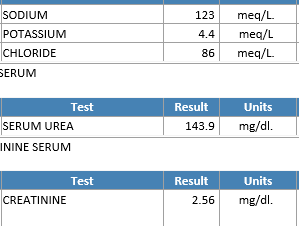 SODIUM 123 meq/L.
POTASSIUM 4.4 meq/L
CHLORIDE 86 meq/L.
SERUM
Test Result Units
SERUM UREA 143.9 mg/dl.
ININE SERUM
Test Result Units
CREATININE 2.56 mg/dl.